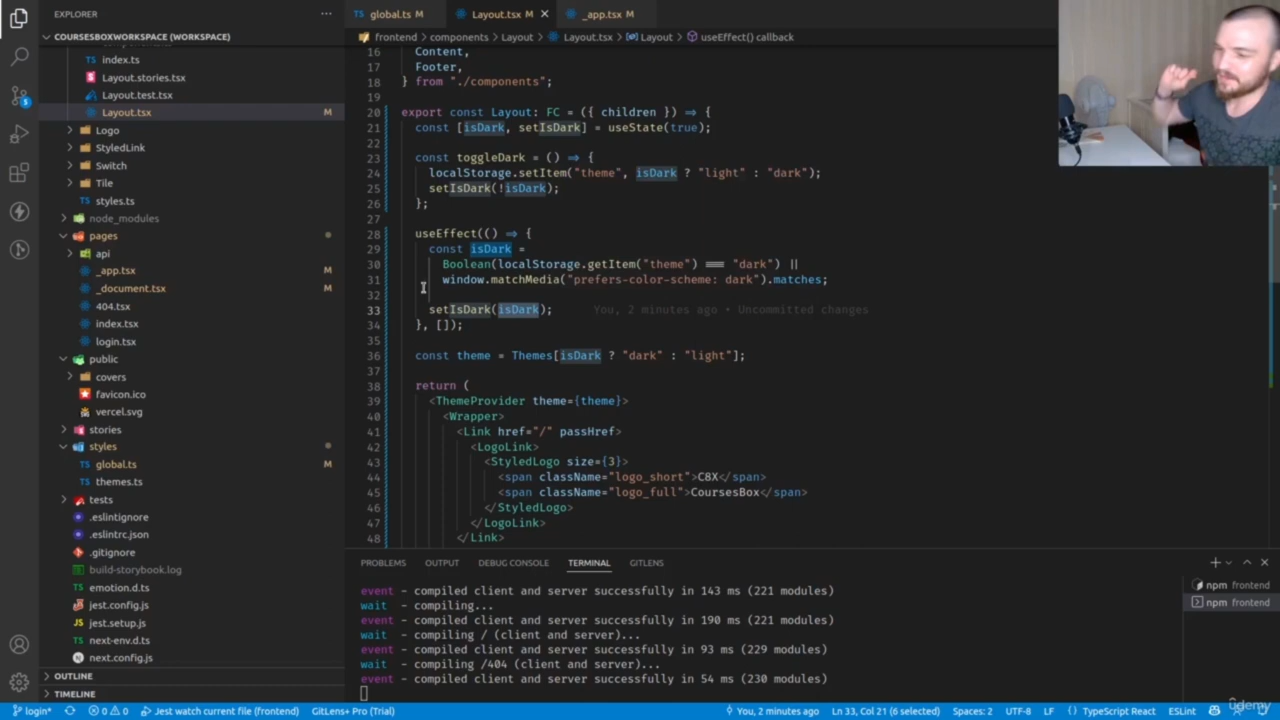 EXPLORER
COURSESBOXWORKSPACE (WORKSPACE)
index.ts
Layout.stories.tsx
Layout.test.tsx
Layout.tsx M
Logo
StyledLink
Switch
Tile
styles.ts
node_modules
pages
api
_app.tsx M
_document.tsx M
404.tsx
index.tsx
login.tsx
public
covers
favicon.ico
vercel.svg
stories
styles
global.ts M
themes.ts
tests
.eslintignore
.eslintrc.json
.gitignore
build-storybook.log
emotion.d.ts
jest.config.js
jest.setup.js
next-env.d.ts
next.config.js
OUTLINE
TIMELINE
global.ts M Layout.tsx M _app.tsx M
frontend > components > Layout > Layout.tsx > Layout > useEffect() callback
16 Content,
17 Footer,
18 } from "./components";
19
20 export const Layout: FC = ({ children }) => {
21 const [isDark, setIsDark] = useState(true);
22
23 const toggleDark = () => {
24 localStorage.setItem("theme", isDark ? "light" : "dark");
25 setIsDark(!isDark);
26 };
27
28 useEffect(() => {
29 const isDark =
30 Boolean(localStorage.getItem("theme") === "dark") ||
31 window.matchMedia("prefers-color-scheme: dark").matches;
32
33 setIsDark(isDark); You, 2 minutes ago • Uncommitted changes
34 }, []);
35
36 const theme = Themes[isDark ? "dark" : "light"];
37
38 return (
39 <ThemeProvider theme={theme}>
40 <Wrapper>
41 <Link href="/" passHref>
42 <LogoLink>
43 <StyledLogo size={3}>
44 <span className="logo_short">C8X</span>
45 <span className="logo_full">CoursesBox</span>
46 </StyledLogo>
47 </LogoLink>
48 </Link>
PROBLEMS OUTPUT DEBUG CONSOLE TERMINAL GITLENS
event - compiled client and server successfully in 143 ms (221 modules)
wait - compiling...
event - compiled client and server successfully in 190 ms (221 modules)
wait - compiling / (client and server)...
event - compiled client and server successfully in 93 ms (229 modules)
wait - compiling /404 (client and server)...
event - compiled client and server successfully in 54 ms (230 modules)
npm frontend
npm frontend
login* 0 0 Jest watch current file (frontend) GitLens+ Pro (Trial) You, 2 minutes ago Ln 33, Col 21 (6 selected) Spaces: 2 UTF-8 LF TypeScript React ESLint
udemy